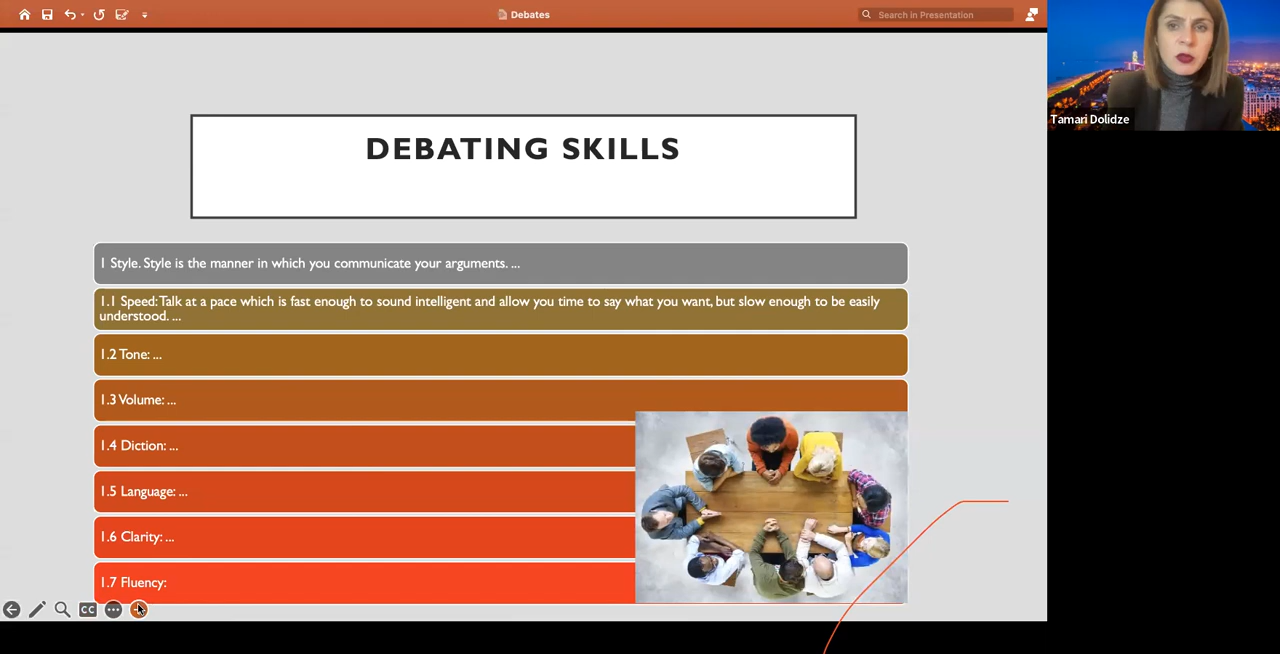 Debates
Search in Presentation
Tamari Dolidze
DEBATING SKILLS
1 Style. Style is the manner in which you communicate your arguments. ...
1.1 Speed: Talk at a pace which is fast enough to sound intelligent and allow you time to say what you want, but slow enough to be easily
understood. ...
1.2 Tone: ...
1.3 Volume: ...
1.4 Diction: ...
1.5 Language: ...
1.6 Clarity: ...
1.7 Fluency:
CC